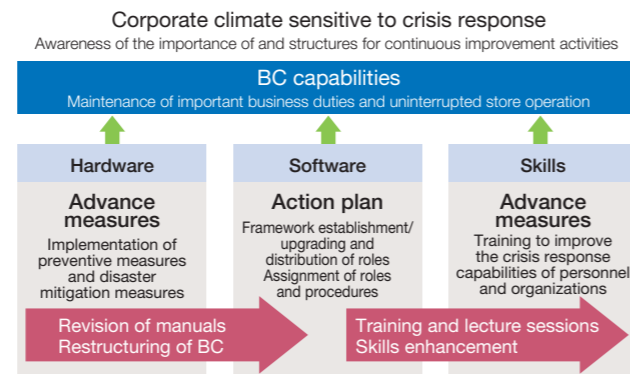 Corporate climate sensitive to crisis response
Awareness of the importance of and structures for continuous improvement activities
BC capabilities
Maintenance of important business duties and uninterrupted store operation
Hardware
Advance
measures
Implementation of
preventive measures
and disaster
mitigation measures
Software
Action plan
Framework establishment/
upgrading and
distribution of roles
Assignment of roles
and procedures
Skills
Advance
measures
Training to improve
the crisis response
capabilities of personnel
and organizations
Revision of manuals
Restructuring of BC
Training and lecture sessions
Skills enhancement